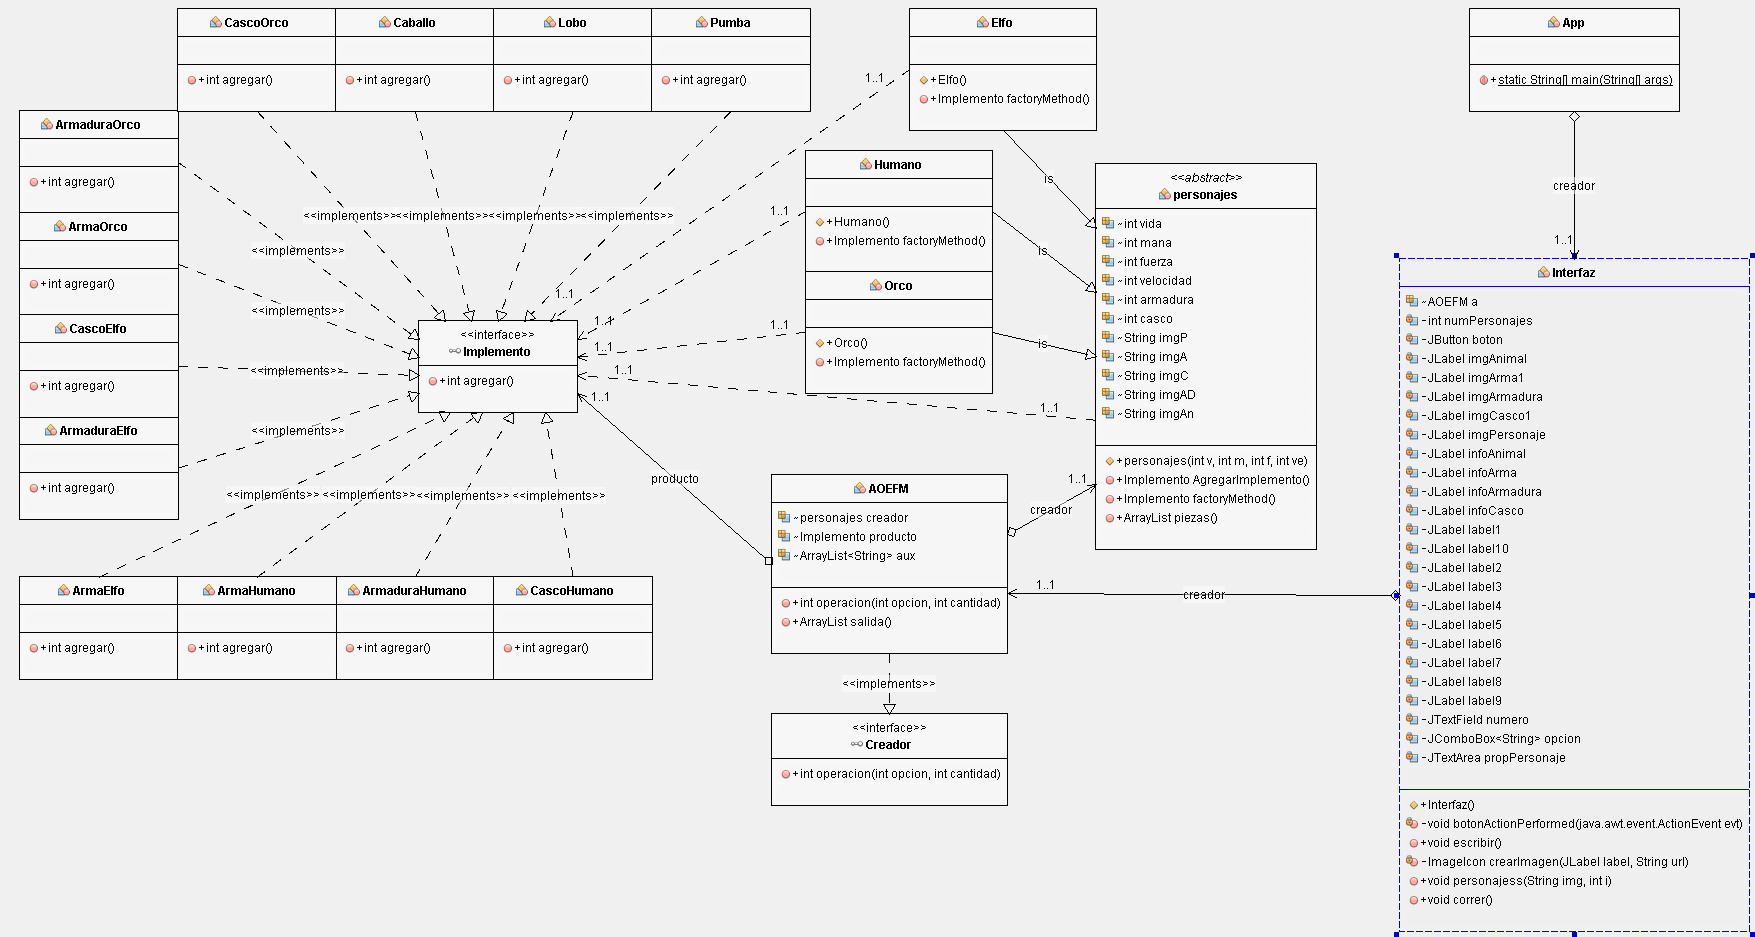 CascoOrco
+int agregar()
Caballo
+int agregar()
Lobo
+int agregar()
Pumba
+int agregar()
Elfo
+Elfo()
+Implemento factoryMethod()
App
+static String[] main(String[] args)
ArmaduraOrco
+int agregar()
ArmaOrco
+int agregar()
CascoElfo
+int agregar()
ArmaduraElfo
+int agregar()
Humano
+Humano()
+Implemento factoryMethod()
Orco
+Orco()
+Implemento factoryMethod()
<<abstract>>
personajes
~int vida
~int mana
~int fuerza
~int velocidad
~int armadura
~int casco
~String imgP
~String imgA
~String imgC
~String imgAD
~String imgAn
+personajes(int v, int m, int f, int ve)
+Implemento AgregarImplemento()
+Implemento factoryMethod()
+ArrayList piezas()
<<interface>>
Implemento
+int agregar()
<<implements>>
<<implements>>
<<implements>>
<<implements>>
<<implements>>
<<implements>>
<<implements>>
<<implements>>
<<implements>>
<<implements>>
<<implements>>
<<implements>>
1..1
1..1
1..1
1..1
1..1
1..1
1..1
1..1
1..1
is
is
is
producto
creador
1..1
creador
1..1
creador
1..1
AOEFM
~personajes creador
~Implemento producto
~ArrayList<String> aux
+int operacion(int opcion, int cantidad)
+ArrayList salida()
<<implements>>
<<interface>>
Creador
+int operacion(int opcion, int cantidad)
ArmaElfo
+int agregar()
ArmaHumano
+int agregar()
ArmaduraHumano
+int agregar()
CascoHumano
+int agregar()
Interfaz
~AOEFM a
-int numPersonajes
-JButton boton
-JLabel imgAnimal
-JLabel imgArma1
-JLabel imgArmadura
-JLabel imgCasco1
-JLabel imgPersonaje
-JLabel infoAnimal
-JLabel infoArma
-JLabel infoArmadura
-JLabel infoCasco
-JLabel label1
-JLabel label10
-JLabel label2
-JLabel label3
-JLabel label4
-JLabel label5
-JLabel label6
-JLabel label7
-JLabel label8
-JLabel label9
-JTextField numero
-JComboBox<String> opcion
-JTextArea propPersonaje
+Interfaz()
-void botonActionPerformed(java.awt.event.ActionEvent evt)
+void escribir()
-ImageIcon crearImagen(JLabel label, String url)
+void personajess(String img, int i)
+void correr()